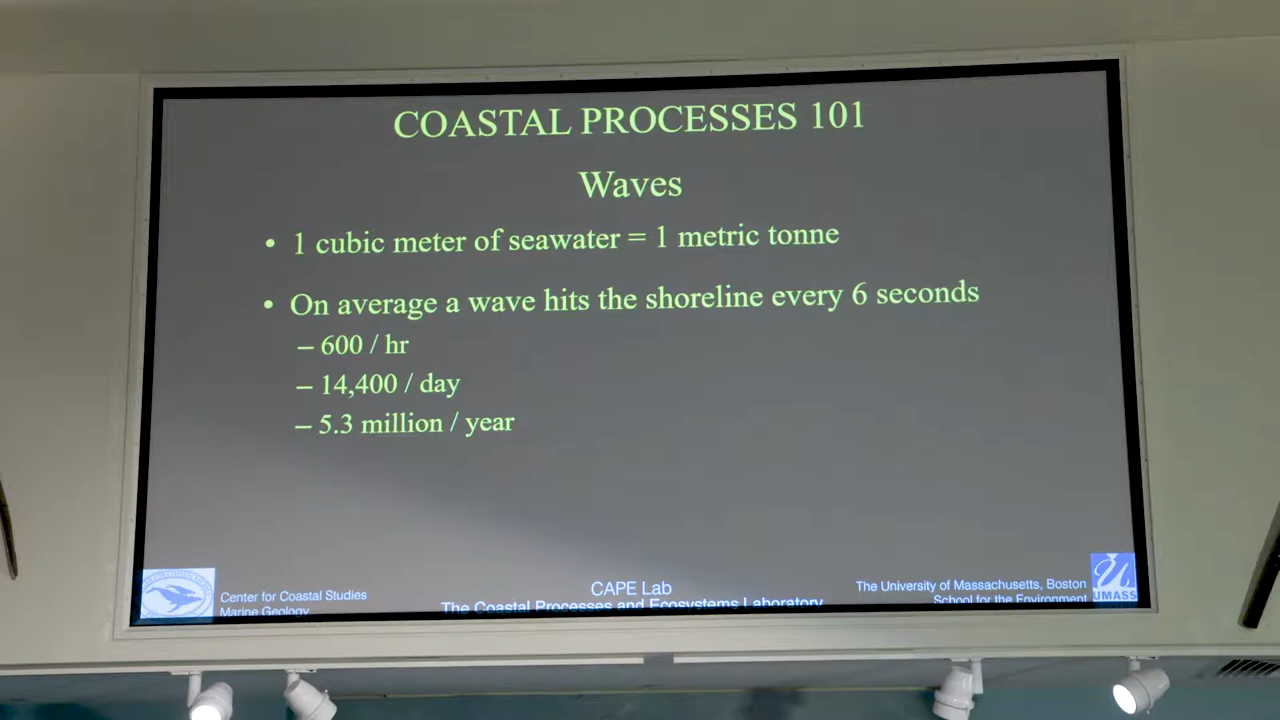 COASTAL PROCESSES 101
Waves
• 1 cubic meter of seawater = 1 metric tonne
• On average a wave hits the shoreline every 6 seconds
– 600 / hr
– 14,400 / day
– 5.3 million / year
Center for Coastal Studies
Marine Geology
CAPE Lab
The Coastal Processes and Ecosystems Laboratory
The University of Massachusetts, Boston
School for the Environment
UMASS